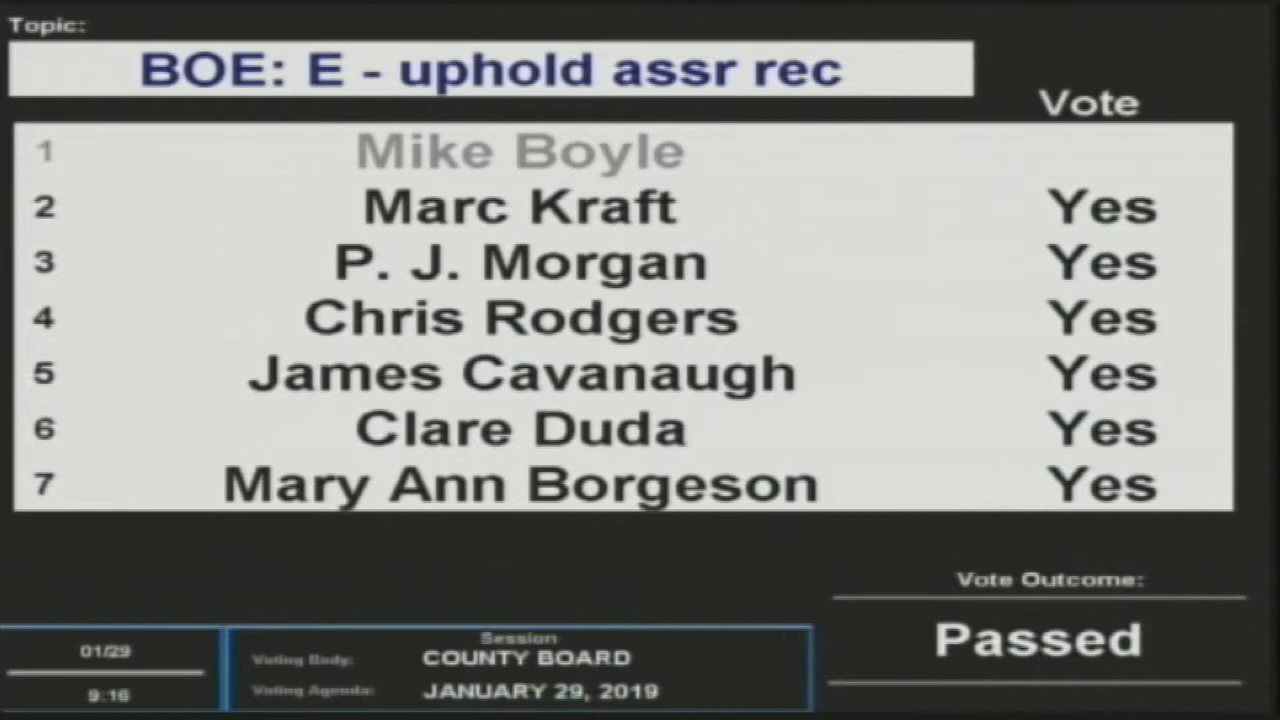 Topic:
BOE: E - uphold assr rec
Vote
1 Mike Boyle
2 Marc Kraft Yes
3 P. J. Morgan Yes
4 Chris Rodgers Yes
5 James Cavanaugh Yes
6 Clare Duda Yes
7 Mary Ann Borgeson Yes
Vote Outcome:
Passed
01/29
9:16
Session
Voting Body: COUNTY BOARD
Voting Agenda: JANUARY 29, 2019